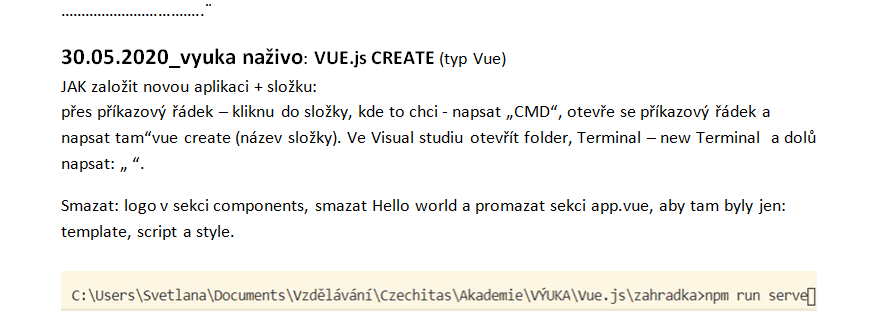 ……………………………..¨
30.05.2020_vyuka naživo: VUE.js CREATE (typ Vue)
JAK založit novou aplikaci + složku:
přes příkazový řádek – kliknu do složky, kde to chci - napsat „CMD“, otevře se příkazový řádek a
napsat tam“vue create (název složky). Ve Visual studiu otevřít folder, Terminal – new Terminal  a dolů
napsat: „ “.
Smazat: logo v sekci components, smazat Hello world a promazat sekci app.vue, aby tam byly jen:
template, script a style.
C:\Users\Svetlana\Documents\Vzdělávání\Czechitas\Akademie\VÝUKA\Vue.js\zahradka>npm run serve